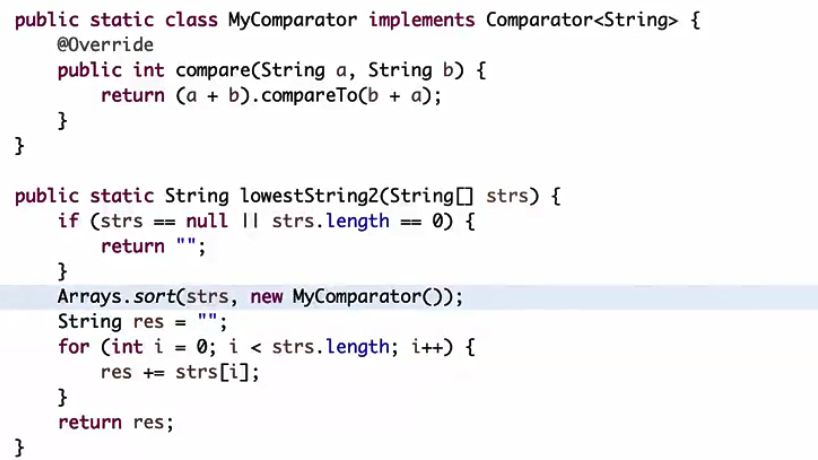 public static class MyComparator implements Comparator<String> {
    @Override
    public int compare(String a, String b) {
        return (a + b).compareTo(b + a);
    }
}

public static String lowestString2(String[] strs) {
    if (strs == null || strs.length == 0) {
        return "";
    }
    Arrays.sort(strs, new MyComparator());
    String res = "";
    for (int i = 0; i < strs.length; i++) {
        res += strs[i];
    }
    return res;
}